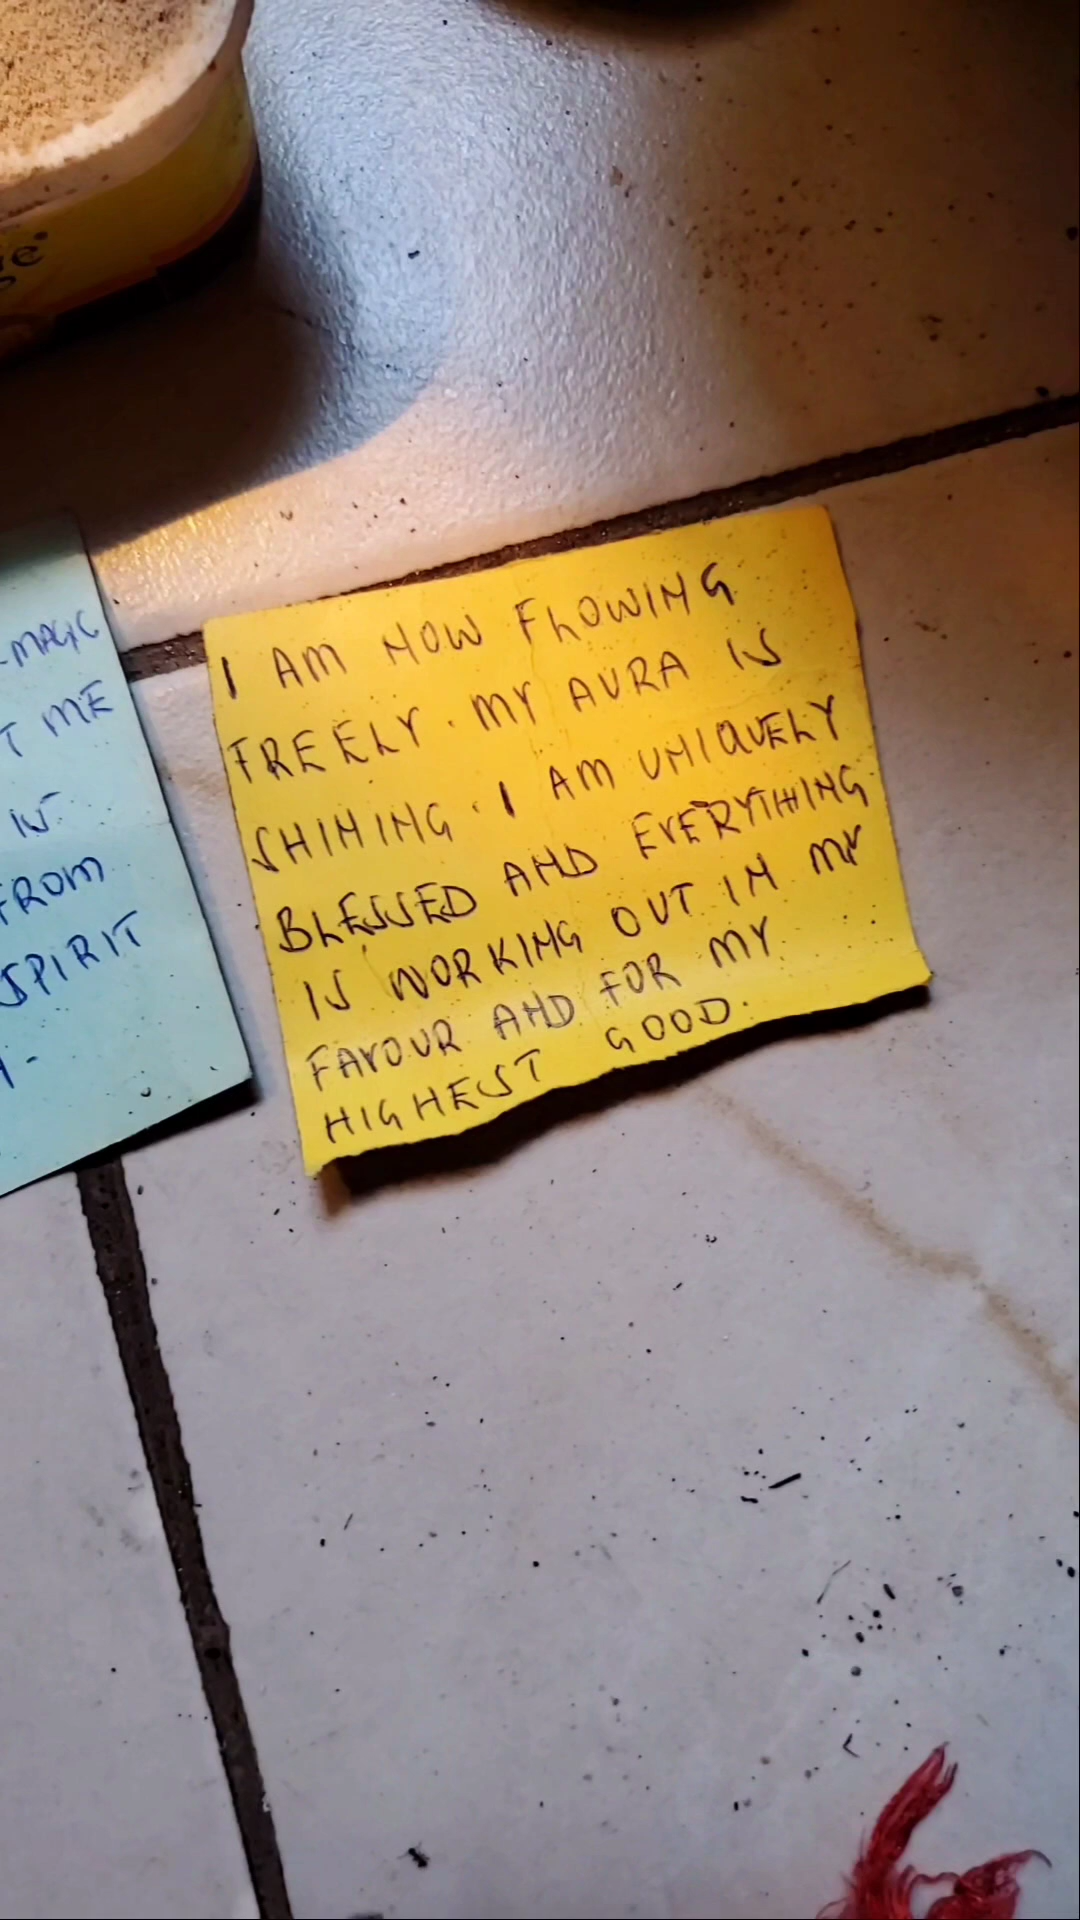 I AM NOW FLOWING
FREELY. MY AURA IS
SHINING. I AM UNIQUELY
BLESSED AND EVERYTHING
IS WORKING OUT IN MY
FAVOUR AND FOR MY
HIGHEST GOOD.
MAGIC
T ME
IS
FROM
SPIRIT